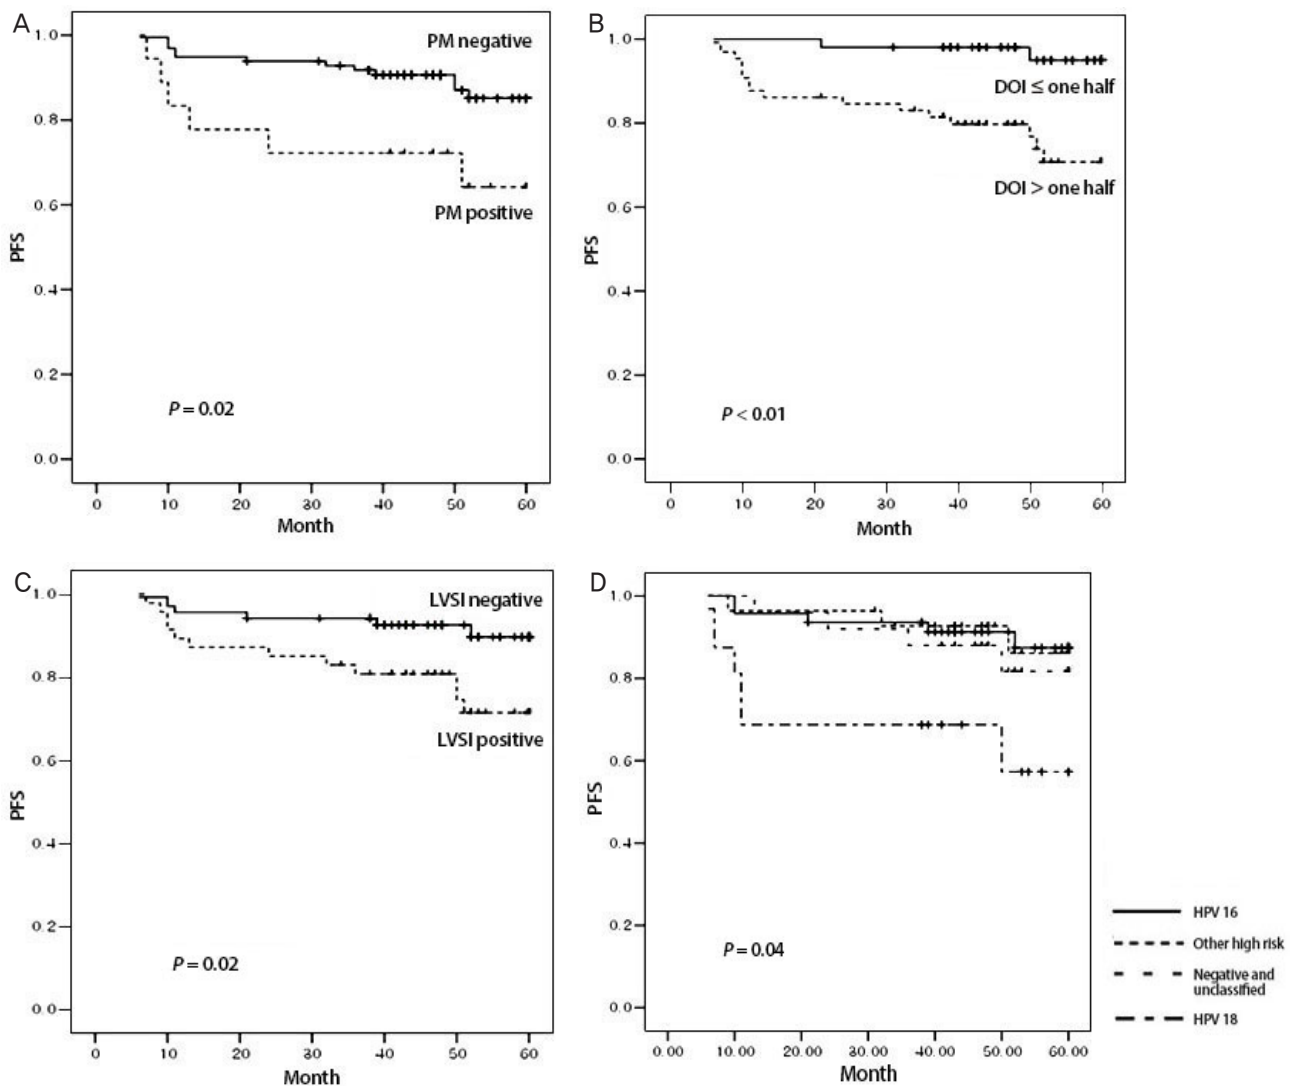 A
PM negative
PM positive
P = 0.02
PFS
1.0
0.8
0.6
0.4
0.2
0.0
0 10 20 30 40 50 60
Month
B
DOI ≤ one half
DOI > one half
P < 0.01
PFS
1.0
0.8
0.6
0.4
0.2
0.0
0 10 20 30 40 50 60
Month
C
LVSI negative
LVSI positive
P = 0.02
PFS
1.0
0.8
0.6
0.4
0.2
0.0
0 10 20 30 40 50 60
Month
D
P = 0.04
PFS
1.0
0.8
0.6
0.4
0.2
0.0
0.00 10.00 20.00 30.00 40.00 50.00 60.00
Month
HPV 16
Other high risk
Negative and
unclassified
HPV 18